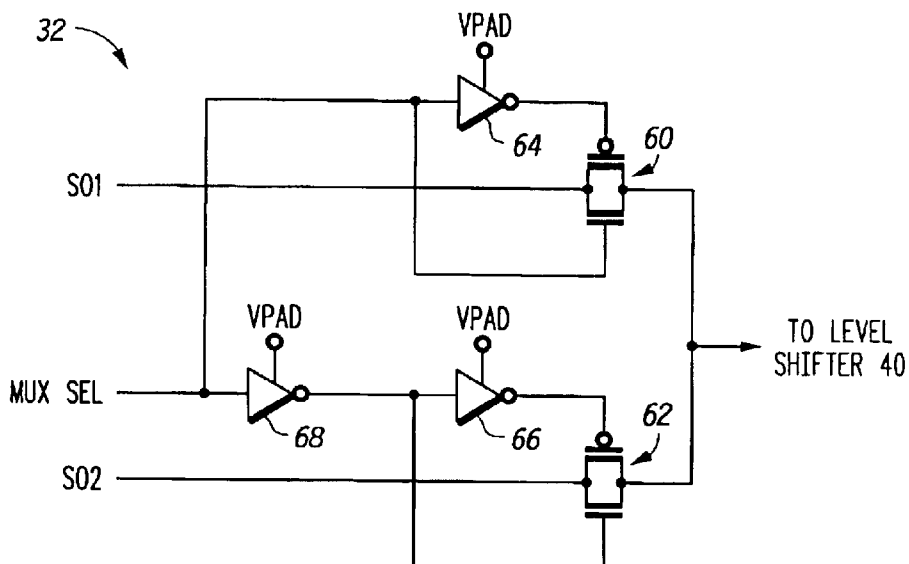 32
VPAD
64
60
S01
VPAD
VPAD
TO LEVEL
SHIFTER 40
MUX SEL
68
66
62
S02